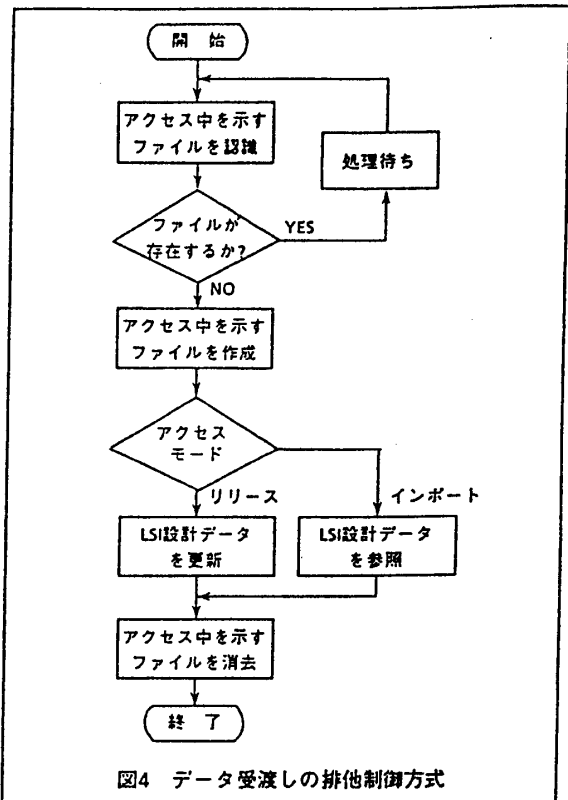 開 始
アクセス中を示す
ファイルを認識
処理待ち
ファイルが
存在するか?
YES
NO
アクセス中を示す
ファイルを作成
アクセス
モード
リリース
インポート
LSI設計データ
を更新
LSI設計データ
を参照
アクセス中を示す
ファイルを消去
終 了
図4 データ受渡しの排他制御方式